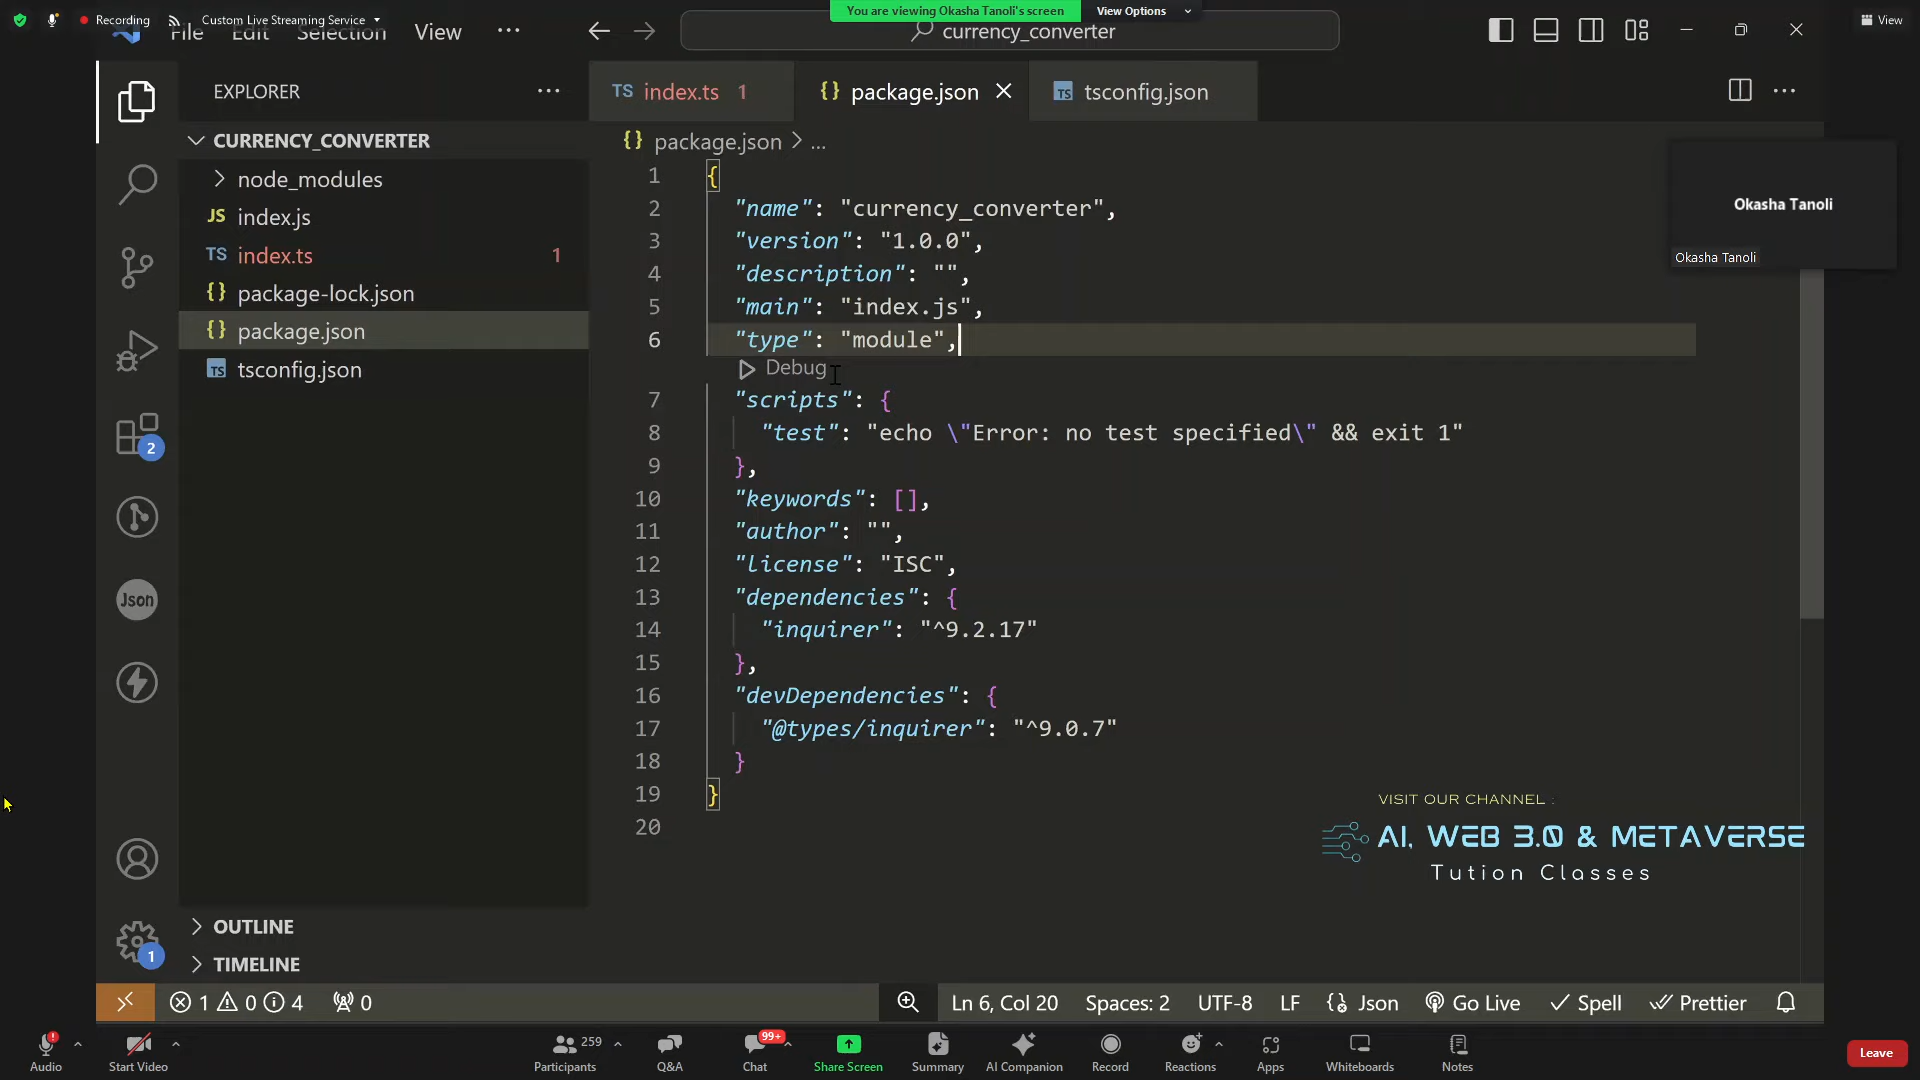 Recording
Custom Live Streaming Service
You are viewing Okasha Tanoli's screen
View Options
View
File Edit Selection View ...
currency_converter
EXPLORER
...
TS index.ts 1
{} package.json
TS tsconfig.json
...
CURRENCY_CONVERTER
node_modules
JS index.js
TS index.ts 1
{} package-lock.json
{} package.json
TS tsconfig.json
{} package.json > ...
1 {
2 "name": "currency_converter",
3 "version": "1.0.0",
4 "description": "",
5 "main": "index.js",
6 "type": "module",
Debug
7 "scripts": {
8 "test": "echo \"Error: no test specified\" && exit 1"
9 },
10 "keywords": [],
11 "author": "",
12 "license": "ISC",
13 "dependencies": {
14 "inquirer": "^9.2.17"
15 },
16 "devDependencies": {
17 "@types/inquirer": "^9.0.7"
18 }
19 }
20
Okasha Tanoli
Okasha Tanoli
2
Json
1
VISIT OUR CHANNEL :
AI, WEB 3.0 & METAVERSE
Tution Classes
OUTLINE
TIMELINE
1 0 4 0
Ln 6, Col 20 Spaces: 2 UTF-8 LF {} Json Go Live Spell Prettier
Audio
Start Video
259
Participants
Q&A
99+
Chat
Share Screen
Summary
AI Companion
Record
Reactions
Apps
Whiteboards
Notes
Leave